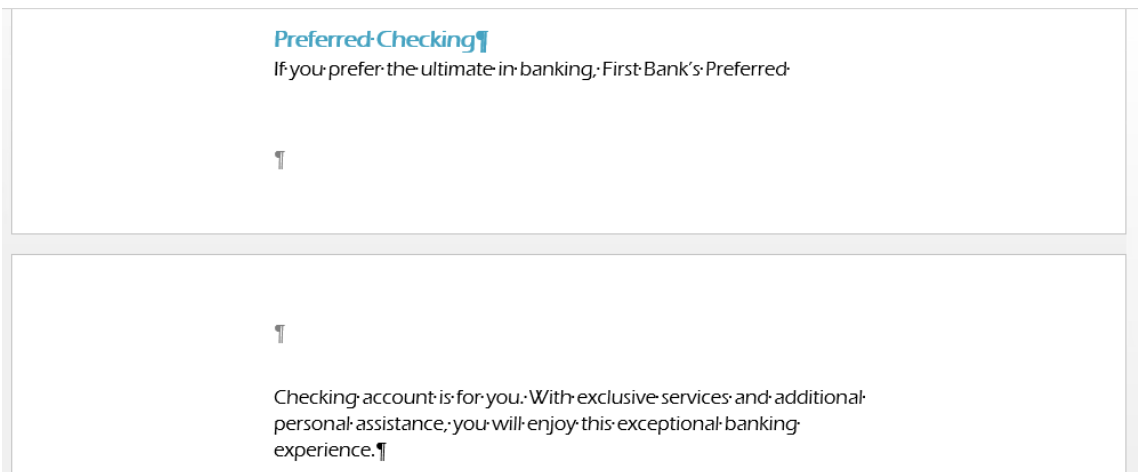 Preferred·Checking¶
If·you·prefer·the·ultimate·in·banking,·First·Bank’s·Preferred·
¶
¶
Checking·account·is·for·you.·With·exclusive·services·and·additional·
personal·assistance,·you·will·enjoy·this·exceptional·banking·
experience.¶